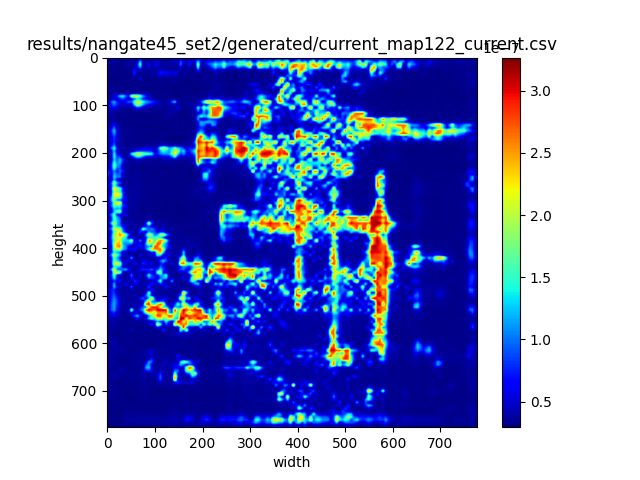 results/nangate45_set2/generated/current_map122_current.csv
1e−7
0
100
200
300
400
500
600
700
height
0 100 200 300 400 500 600 700
width
3.0
2.5
2.0
1.5
1.0
0.5